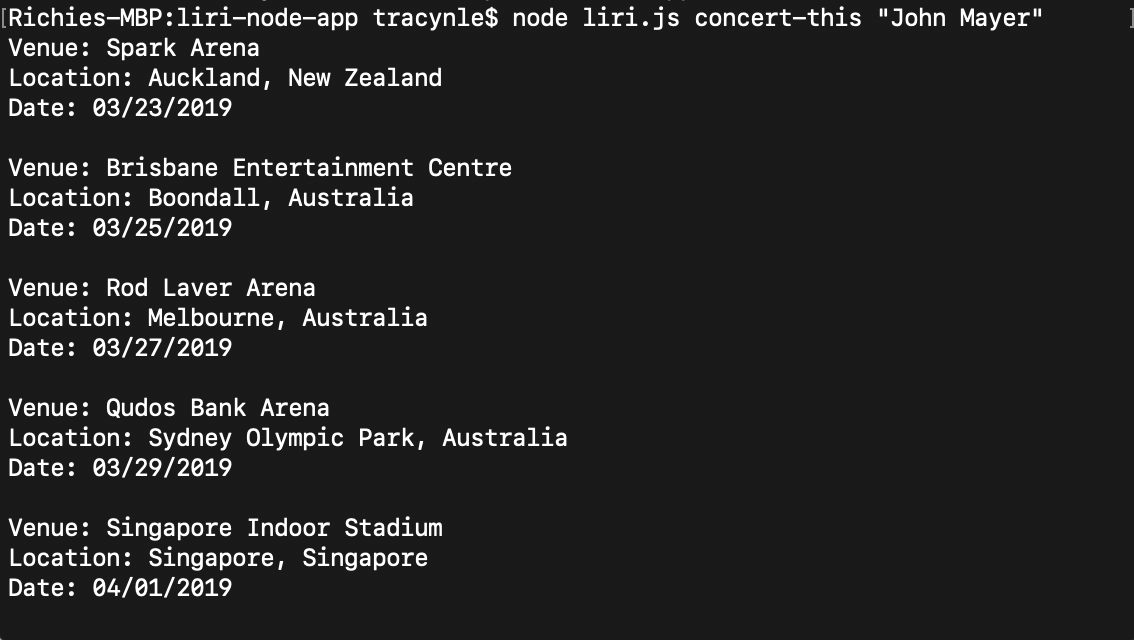 [Richies-MBP:liri-node-app tracynle$ node liri.js concert-this "John Mayer"       ]
Venue: Spark Arena
Location: Auckland, New Zealand
Date: 03/23/2019

Venue: Brisbane Entertainment Centre
Location: Boondall, Australia
Date: 03/25/2019

Venue: Rod Laver Arena
Location: Melbourne, Australia
Date: 03/27/2019

Venue: Qudos Bank Arena
Location: Sydney Olympic Park, Australia
Date: 03/29/2019

Venue: Singapore Indoor Stadium
Location: Singapore, Singapore
Date: 04/01/2019